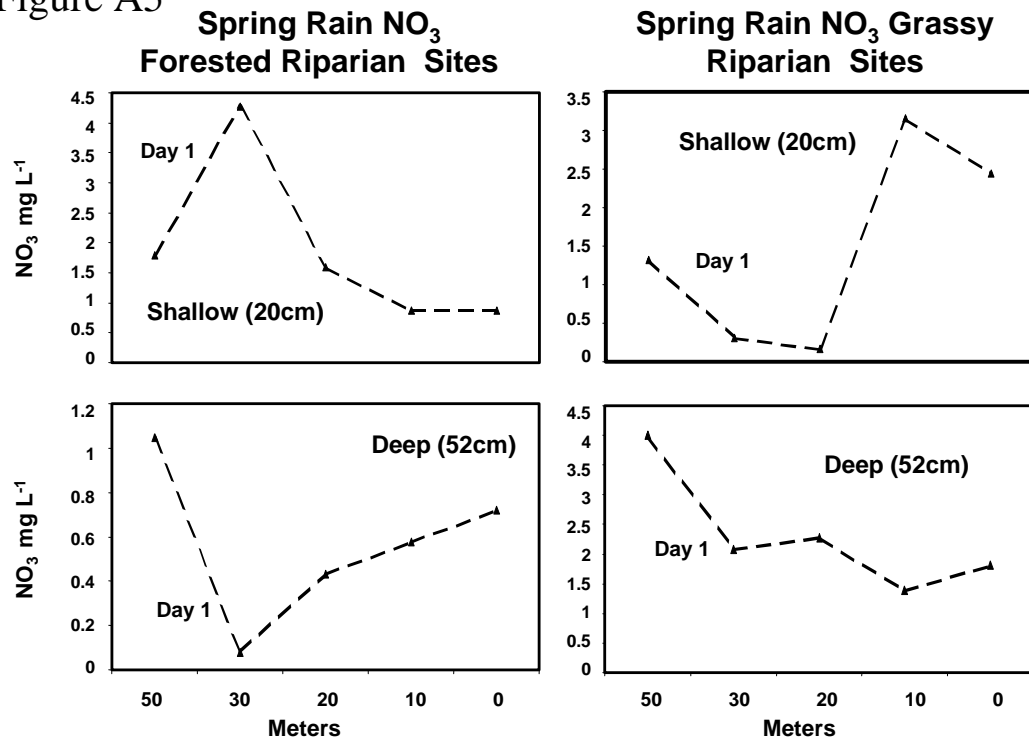 Figure A5
Spring Rain NO3
Forested Riparian Sites
4.5
4
3.5
3
2.5
2
1.5
1
0.5
0
NO3 mg L-1
Day 1
Shallow (20cm)
Spring Rain NO3 Grassy
Riparian Sites
3.5
3
2.5
2
1.5
1
0.5
0
NO3 mg L-1
Shallow (20cm)
Day 1
1.2
1
0.8
0.6
0.4
0.2
0
NO3 mg L-1
Deep (52cm)
Day 1
50 30 20 10 0
Meters
4.5
4
3.5
3
2.5
2
1.5
1
0.5
0
Deep (52cm)
Day 1
50 30 20 10 0
Meters